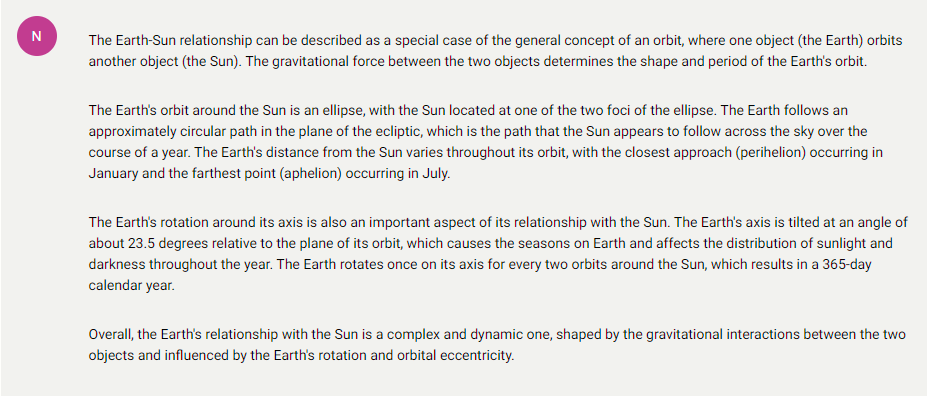 N
The Earth-Sun relationship can be described as a special case of the general concept of an orbit, where one object (the Earth) orbits
another object (the Sun). The gravitational force between the two objects determines the shape and period of the Earth's orbit.
The Earth's orbit around the Sun is an ellipse, with the Sun located at one of the two foci of the ellipse. The Earth follows an
approximately circular path in the plane of the ecliptic, which is the path that the Sun appears to follow across the sky over the
course of a year. The Earth's distance from the Sun varies throughout its orbit, with the closest approach (perihelion) occurring in
January and the farthest point (aphelion) occurring in July.
The Earth's rotation around its axis is also an important aspect of its relationship with the Sun. The Earth's axis is tilted at an angle of
about 23.5 degrees relative to the plane of its orbit, which causes the seasons on Earth and affects the distribution of sunlight and
darkness throughout the year. The Earth rotates once on its axis for every two orbits around the Sun, which results in a 365-day
calendar year.
Overall, the Earth's relationship with the Sun is a complex and dynamic one, shaped by the gravitational interactions between the two
objects and influenced by the Earth's rotation and orbital eccentricity.